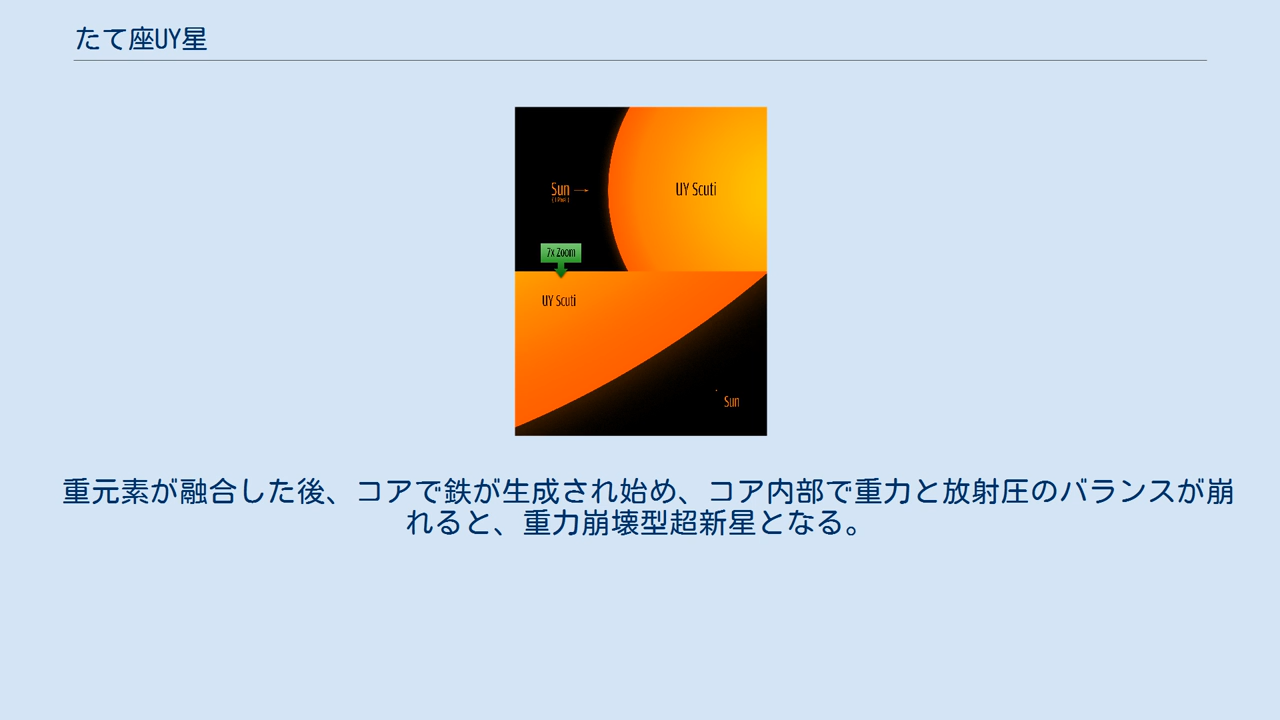 たて座UY星
Sun
UY Scuti
7x Zoom
UY Scuti
Sun
重元素が融合した後、コアで鉄が生成され始め、コア内部で重力と放射圧のバランスが崩
れると、重力崩壊型超新星となる。